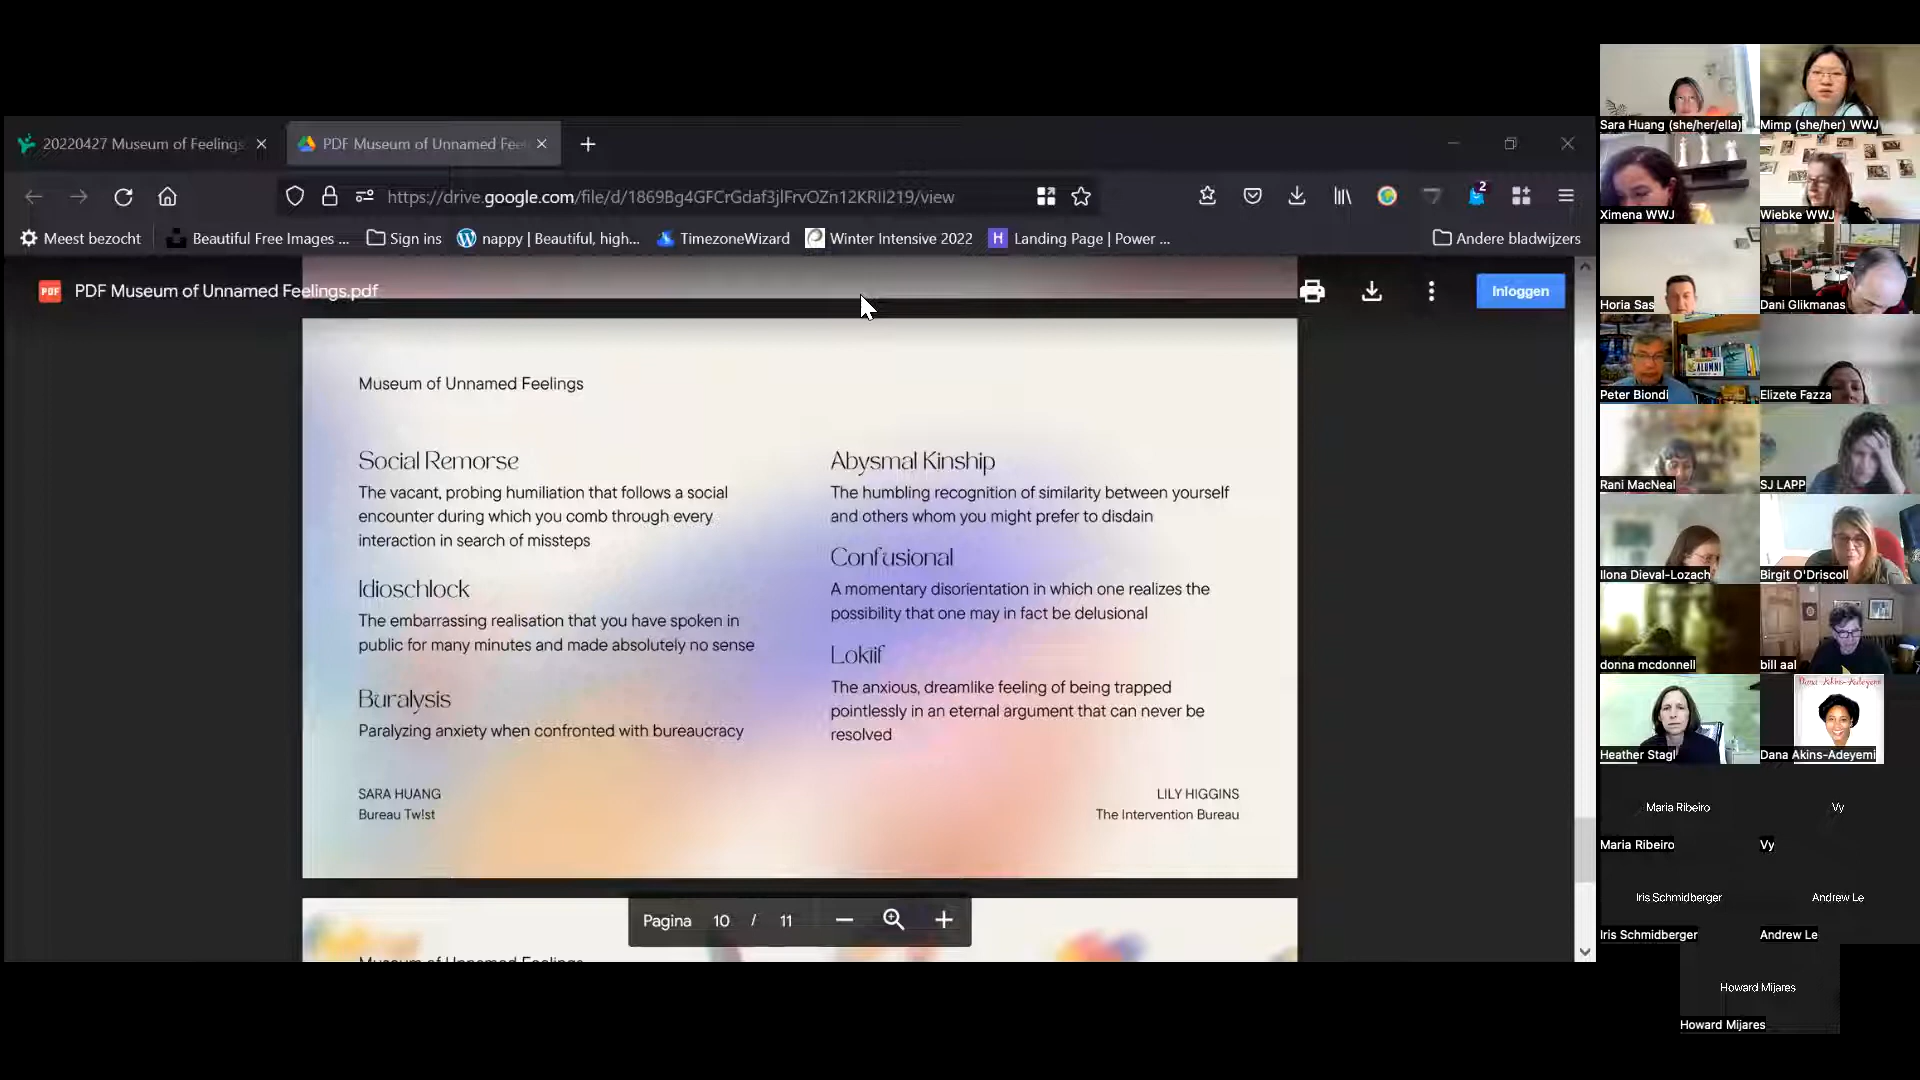 20220427 Museum of Feelings
PDF Museum of Unnamed Fee
https://drive.google.com/file/d/1869Bg4GFCrGdaf3jlFrvOZn12KRII219/view
2
Meest bezocht
Beautiful Free Images ...
Sign ins
nappy | Beautiful, high...
TimezoneWizard
Winter Intensive 2022
H
Landing Page | Power ...
Andere bladwijzers
PDF
PDF Museum of Unnamed Feelings.pdf
Inloggen
Museum of Unnamed Feelings
Social Remorse
The vacant, probing humiliation that follows a social
encounter during which you comb through every
interaction in search of missteps
Idioschlock
The embarrassing realisation that you have spoken in
public for many minutes and made absolutely no sense
Buralysis
Paralyzing anxiety when confronted with bureaucracy
SARA HUANG
Bureau Tw!st
Abysmal Kinship
The humbling recognition of similarity between yourself
and others whom you might prefer to disdain
Confusional
A momentary disorientation in which one realizes the
possibility that one may in fact be delusional
Lokiif
The anxious, dreamlike feeling of being trapped
pointlessly in an eternal argument that can never be
resolved
LILY HIGGINS
The Intervention Bureau
Pagina 10 / 11
Museum of Unnamed Feelings
Sara Huang (she/her/ella)
Mimp (she/her) WWJ
Ximena WWJ
Wiebke WWJ
Horia Sas
Dani Glikmanas
Peter Biondi
ALUMNI
Elizete Fazza
Rani MacNeal
SJ LAPP
Ilona Dieval-Lozach
Birgit O'Driscoll
donna mcdonnell
bill aal
Heather Stagl
Dana Akins-Adeyemi
Dana Akins-Adeyemi
Maria Ribeiro
Vy
Maria Ribeiro
Vy
Iris Schmidberger
Andrew Le
Iris Schmidberger
Andrew Le
Howard Mijares
Howard Mijares